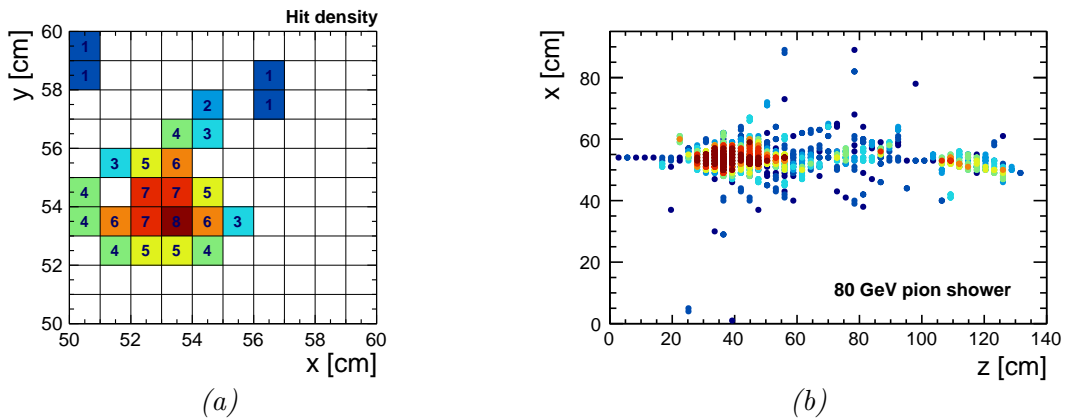 Hit density
y [cm]
60
58
56
54
52
50
1
1 1
2 1
4 3
3 5 6
4 7 7 5
4 6 7 8 6 3
4 5 5 4
50 52 54 56 58 60
x [cm]
(a)
x [cm]
80
60
40
20
0
80 GeV pion shower
0 20 40 60 80 100 120 140
z [cm]
(b)